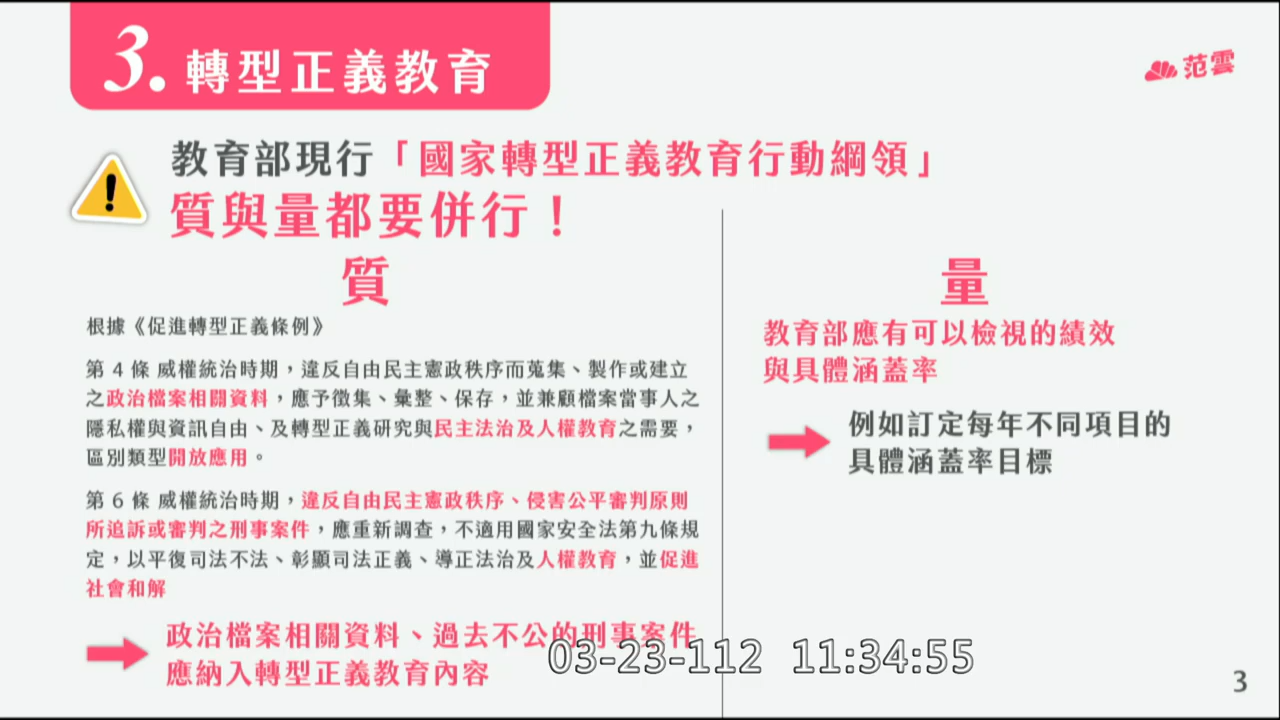 3. 轉型正義教育
范雲
教育部現行「國家轉型正義教育行動綱領」
質與量都要併行！
質
根據《促進轉型正義條例》
第 4 條 威權統治時期，違反自由民主憲政秩序而蒐集、製作或建立
之政治檔案相關資料，應予徵集、彙整、保存，並兼顧檔案當事人之
隱私權與資訊自由、及轉型正義研究與民主法治及人權教育之需要，
區別類型開放應用。
第 6 條 威權統治時期，違反自由民主憲政秩序、侵害公平審判原則
所追訴或審判之刑事案件，應重新調查，不適用國家安全法第九條規
定，以平復司法不法、彰顯司法正義、導正法治及人權教育，並促進
社會和解
政治檔案相關資料、過去不公的刑事案件
應納入轉型正義教育內容
量
教育部應有可以檢視的績效
與具體涵蓋率
例如訂定每年不同項目的
具體涵蓋率目標
03-23-112 11:34:55
3